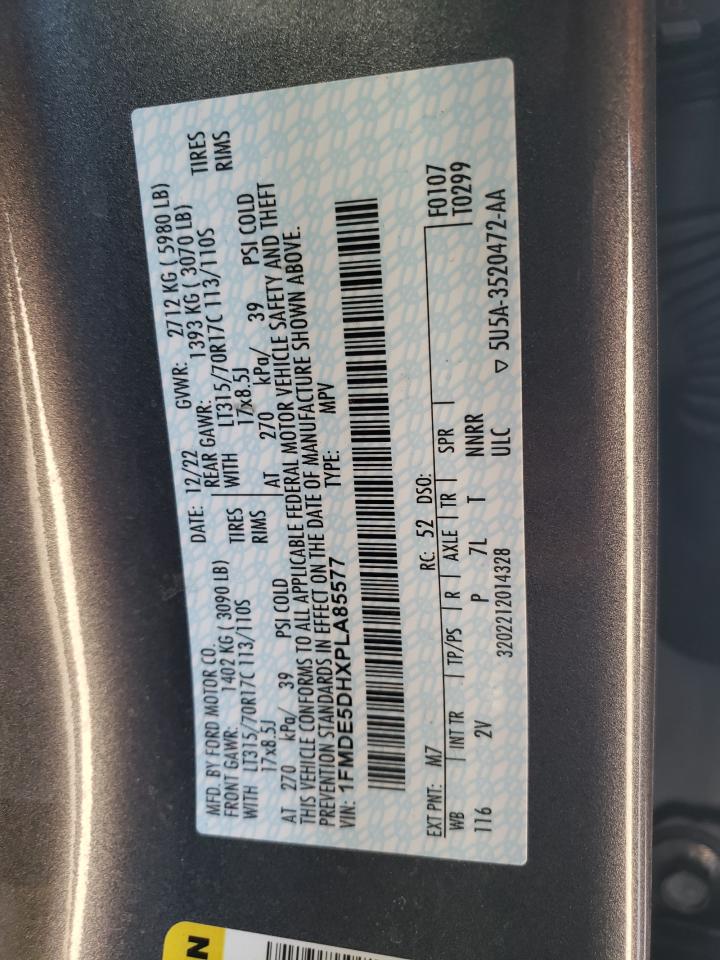 MFD. BY FORD MOTOR CO. DATE: 12/22 GVWR: 2712 KG ( 5980 LB)
FRONT GAWR: 1402 KG ( 3090 LB) REAR GAWR: 1393 KG ( 3070 LB)
WITH LT315/70R17C 113/110S TIRES WITH LT315/70R17C 113/110S TIRES
17x8.5J RIMS 17x8.5J RIMS
AT 270 kPa/ 39 PSI COLD AT 270 kPa/ 39 PSI COLD
THIS VEHICLE CONFORMS TO ALL APPLICABLE FEDERAL MOTOR VEHICLE SAFETY AND THEFT
PREVENTION STANDARDS IN EFFECT ON THE DATE OF MANUFACTURE SHOWN ABOVE.
VIN: 1FMDE5DHXPLA85577 TYPE: MPV
EXT PNT: M7 RC: 52 DSO: F0107
WB INT TR TP/PS R AXLE TR SPR T0299
116 2V P 7L T NNRR
3202212014328 ULC ▽ 5U5A-3520472-AA
N